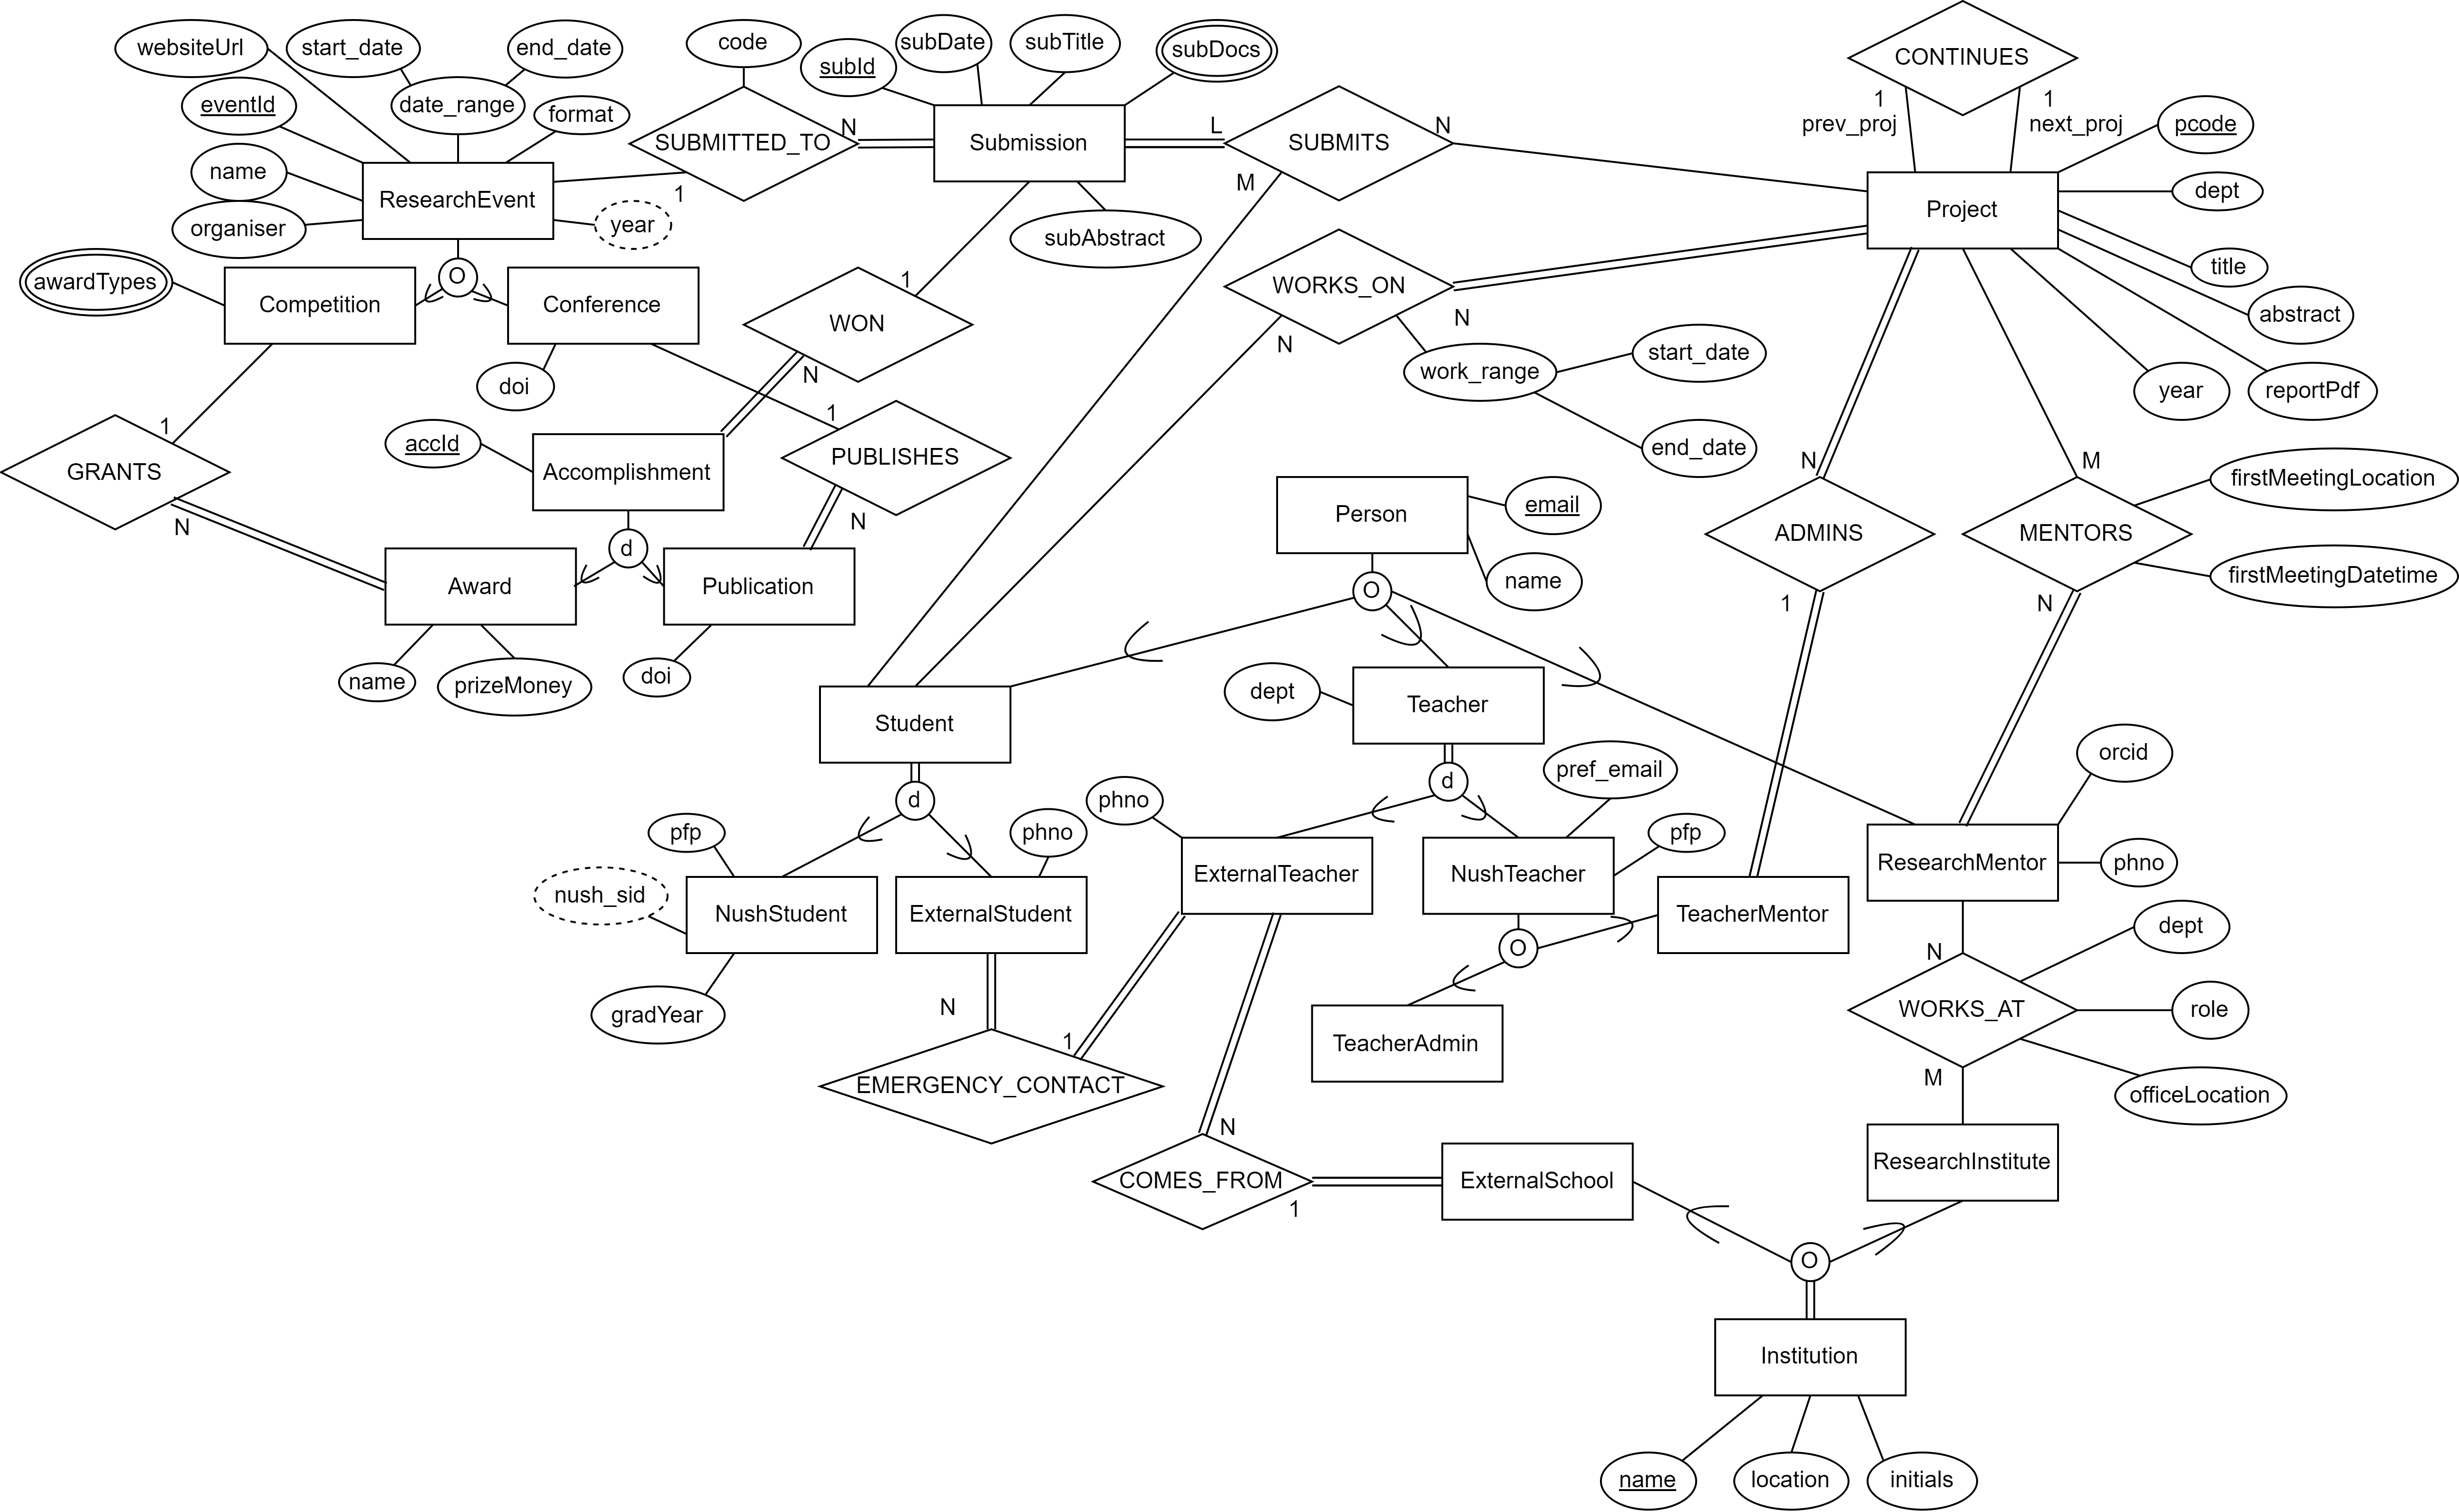 websiteUrl
start_date
end_date
code
subId
subDate
subTitle
subDocs
CONTINUES
eventId
date_range
format
1
prev_proj
1
next_proj
pcode
SUBMITTED_TO
N
Submission
L
SUBMITS
N
name
ResearchEvent
1
M
Project
dept
organiser
year
subAbstract
title
awardTypes
O
Competition
Conference
1
WON
WORKS_ON
N
N
abstract
doi
N
work_range
start_date
year
reportPdf
1
accId
1
end_date
GRANTS
Accomplishment
PUBLISHES
N
M
firstMeetingLocation
N
N
Person
email
ADMINS
MENTORS
d
Award
Publication
O
name
1
N
firstMeetingDatetime
name
prizeMoney
doi
dept
Teacher
Student
orcid
d
pref_email
d
phno
pfp
phno
pfp
ResearchMentor
phno
nush_sid
NushStudent
ExternalStudent
ExternalTeacher
NushTeacher
TeacherMentor
dept
O
N
gradYear
N
1
TeacherAdmin
WORKS_AT
role
EMERGENCY_CONTACT
M
officeLocation
N
COMES_FROM
1
ExternalSchool
ResearchInstitute
O
Institution
name
location
initials